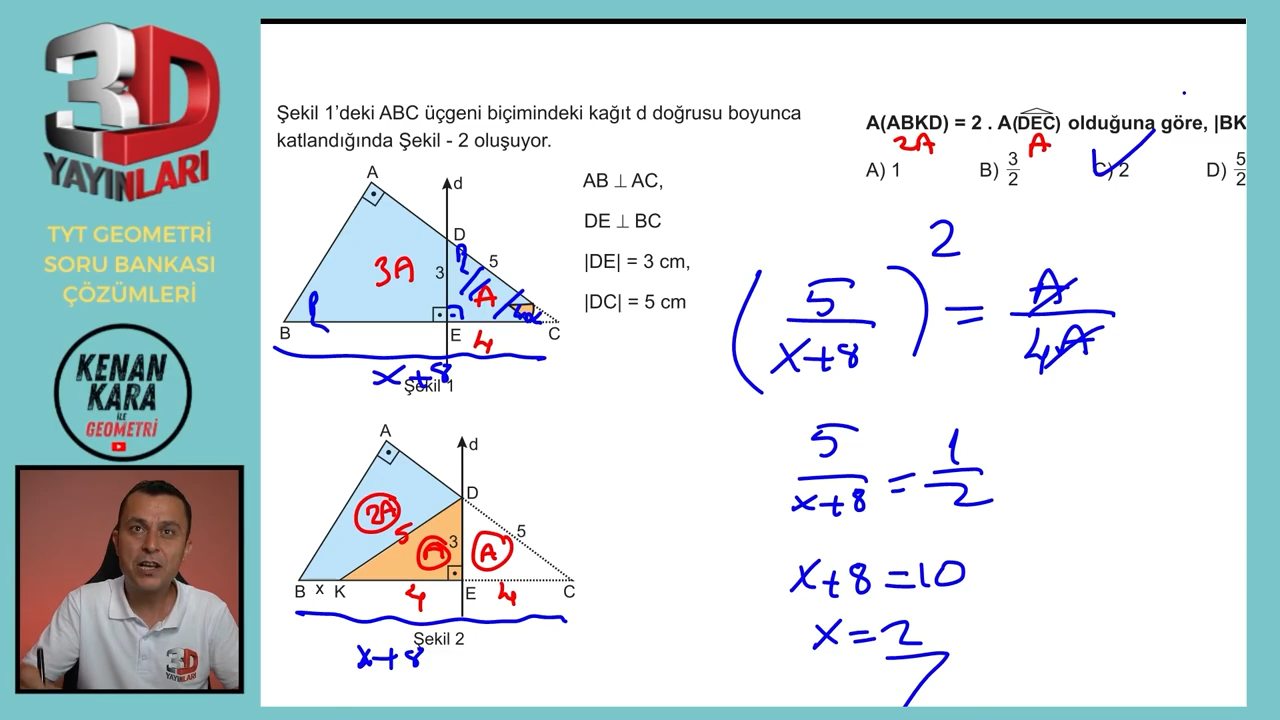 3D
YAYINLARI
TYT GEOMETRİ
SORU BANKASI
ÇÖZÜMLERİ
KENAN
KARA
İLE
GEOMETRİ
3D
YAYINLARI
Şekil 1'deki ABC üçgeni biçimindeki kağıt d doğrusu boyunca
katlandığında Şekil - 2 oluşuyor.
A
d
D
5
3A
3
A
B
E
4
C
x+8
Şekil 1
AB ⊥ AC,
DE ⊥ BC
|DE| = 3 cm,
|DC| = 5 cm
A
d
D
2A
5
A
3
A
5
B x K
4
E
4
C
Şekil 2
x+8
A(ABKD) = 2 . A(DEC) olduğuna göre, |BK
2A
A
A) 1
B) 3/2
C) 2
D) 5/2
(5/(x+8))² = A/4A
5/(x+8) = 1/2
x+8 = 10
x = 2